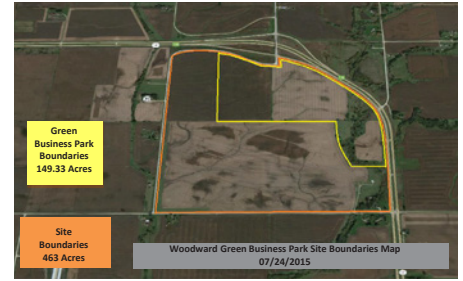 Green
Business Park
Boundaries
149.33 Acres
Site
Boundaries
463 Acres
Woodward Green Business Park Site Boundaries Map
07/24/2015